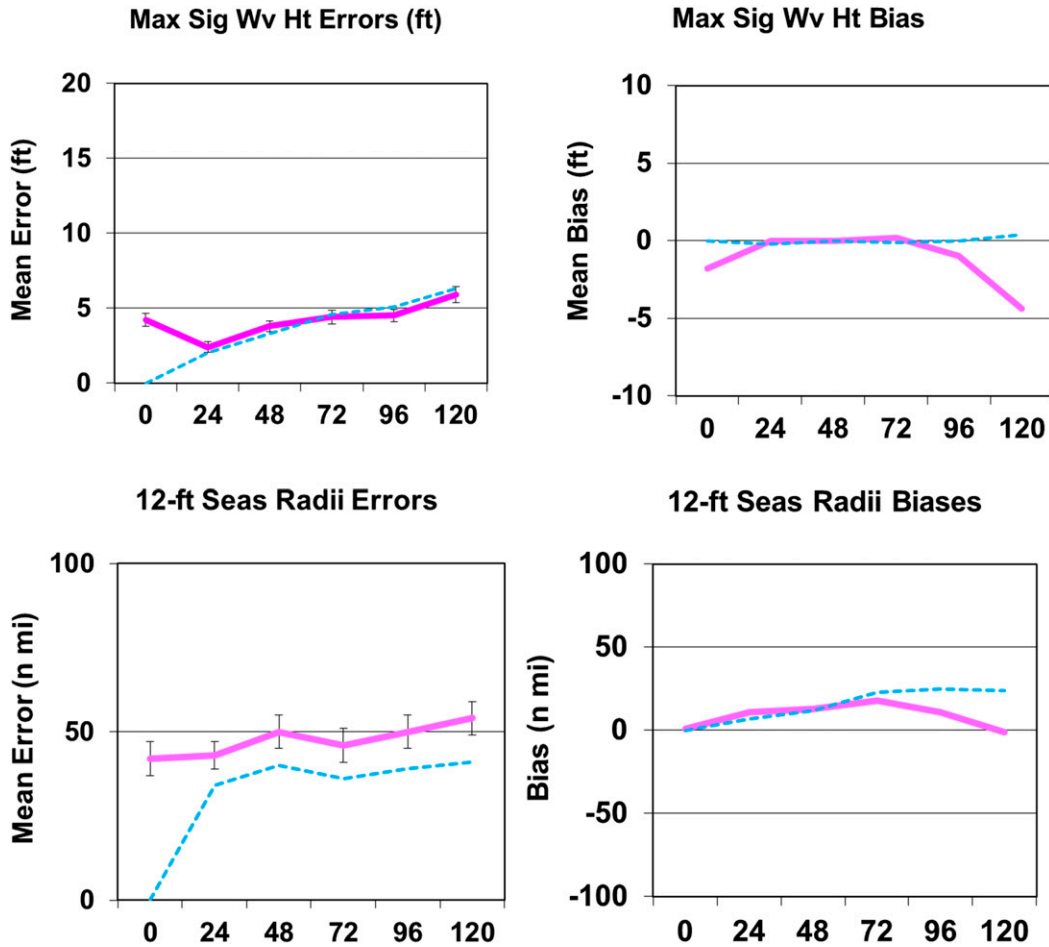 Max Sig Wv Ht Errors (ft)
Mean Error (ft)
20
15
10
5
0
0 24 48 72 96 120
Max Sig Wv Ht Bias
Mean Bias (ft)
10
5
0
-5
-10
0 24 48 72 96 120
12-ft Seas Radii Errors
Mean Error (n mi)
100
50
0
0 24 48 72 96 120
12-ft Seas Radii Biases
Bias (n mi)
100
50
0
-50
-100
0 24 48 72 96 120